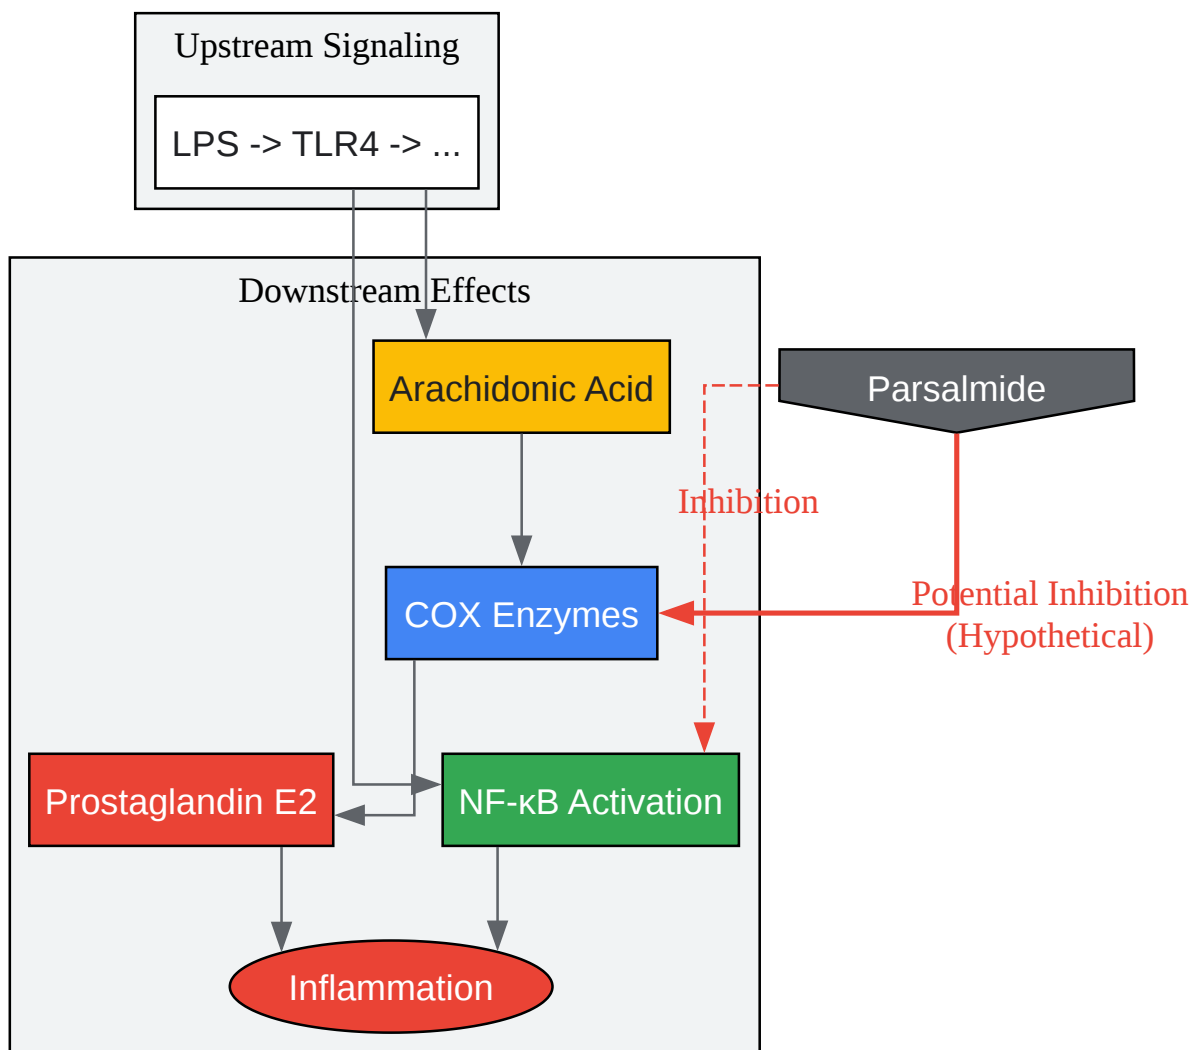 Upstream Signaling
LPS -> TLR4 -> ...
Downstream Effects
Arachidonic Acid
Parsalmide
Inhibition
Potential Inhibition
(Hypothetical)
COX Enzymes
Prostaglandin E2
NF-κB Activation
Inflammation